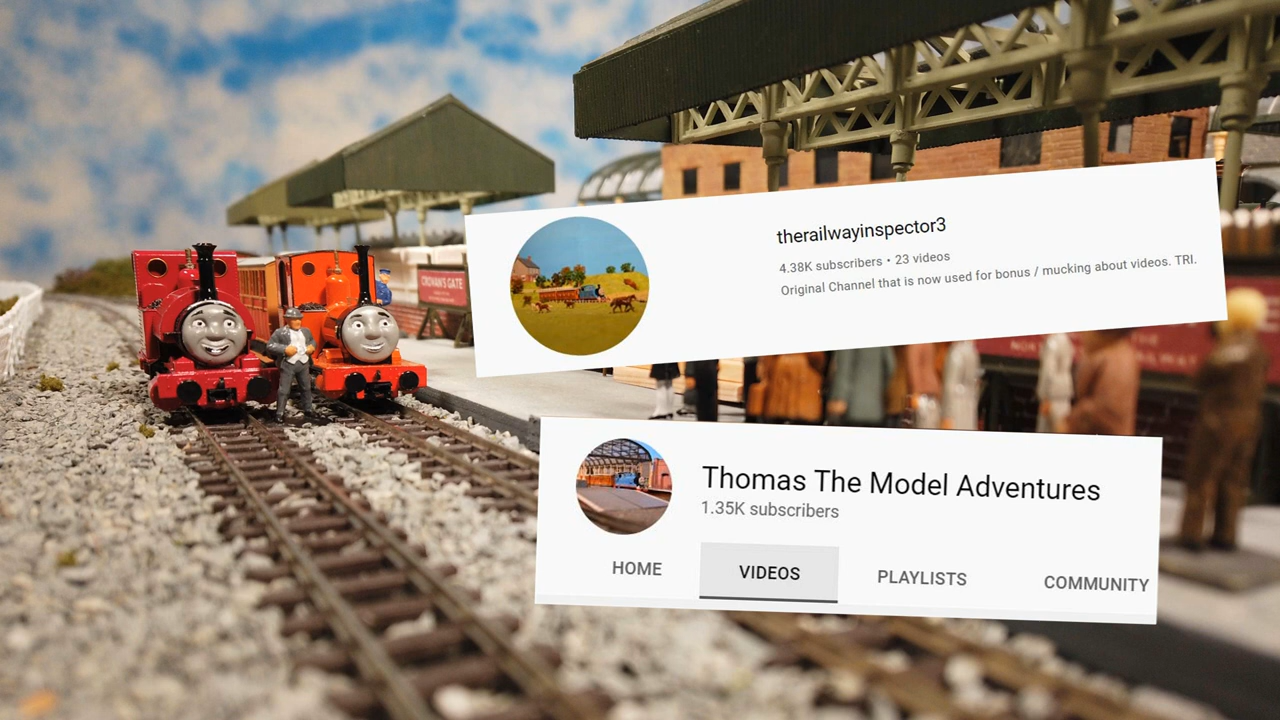 CROVAN'S GATE
therailwayinspector3
4.38K subscribers • 23 videos
Original Channel that is now used for bonus / mucking about videos. TRI.
Thomas The Model Adventures
1.35K subscribers
HOME VIDEOS PLAYLISTS COMMUNITY